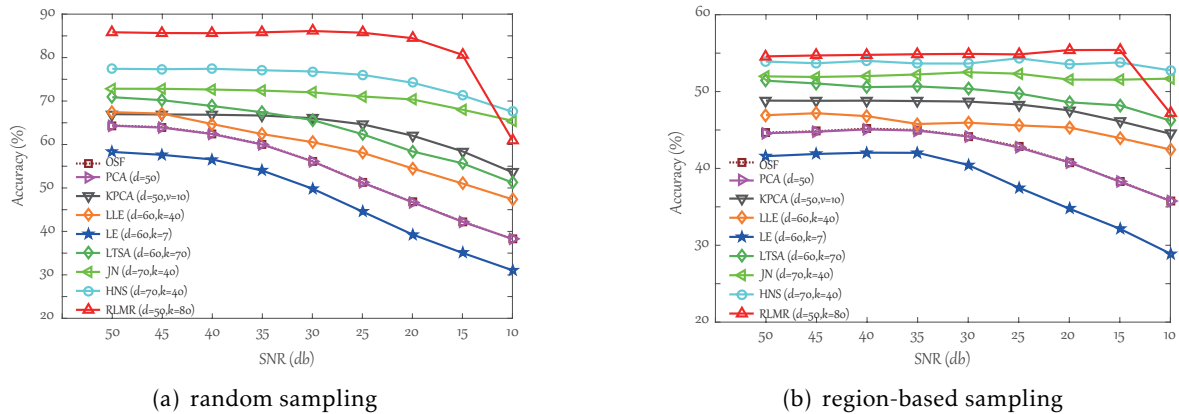 90
80
70
60
50
40
30
20
Accuracy (%)
OSF
PCA (d=50)
KPCA (d=50,v=10)
LLE (d=60,k=40)
LE (d=60,k=7)
LTSA (d=60,k=70)
JN (d=70,k=40)
HNS (d=70,k=40)
RLMR (d=50,k=80)
50 45 40 35 30 25 20 15 10
SNR (db)
(a) random sampling
60
50
40
30
20
Accuracy (%)
OSF
PCA (d=50)
KPCA (d=50,v=10)
LLE (d=60,k=40)
LE (d=60,k=7)
LTSA (d=60,k=70)
JN (d=70,k=40)
HNS (d=70,k=40)
RLMR (d=50,k=80)
50 45 40 35 30 25 20 15 10
SNR (db)
(b) region-based sampling